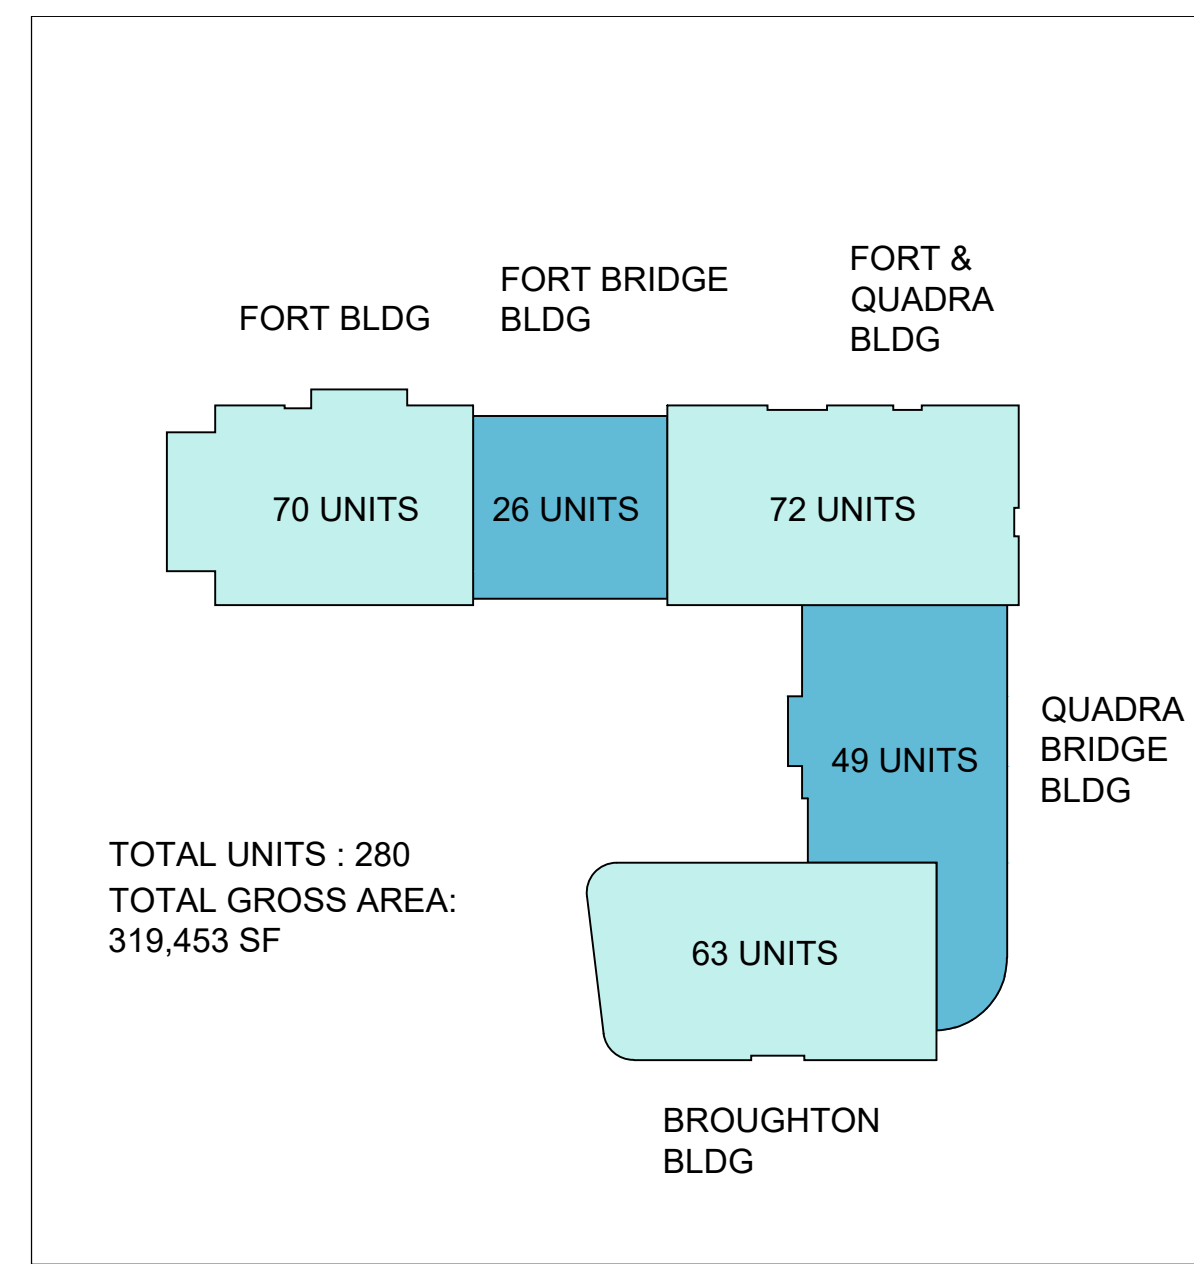 FORT BLDG
FORT BRIDGE
BLDG
FORT &
QUADRA
BLDG
70 UNITS
26 UNITS
72 UNITS
49 UNITS
QUADRA
BRIDGE
BLDG
TOTAL UNITS : 280
TOTAL GROSS AREA:
319,453 SF
63 UNITS
BROUGHTON
BLDG